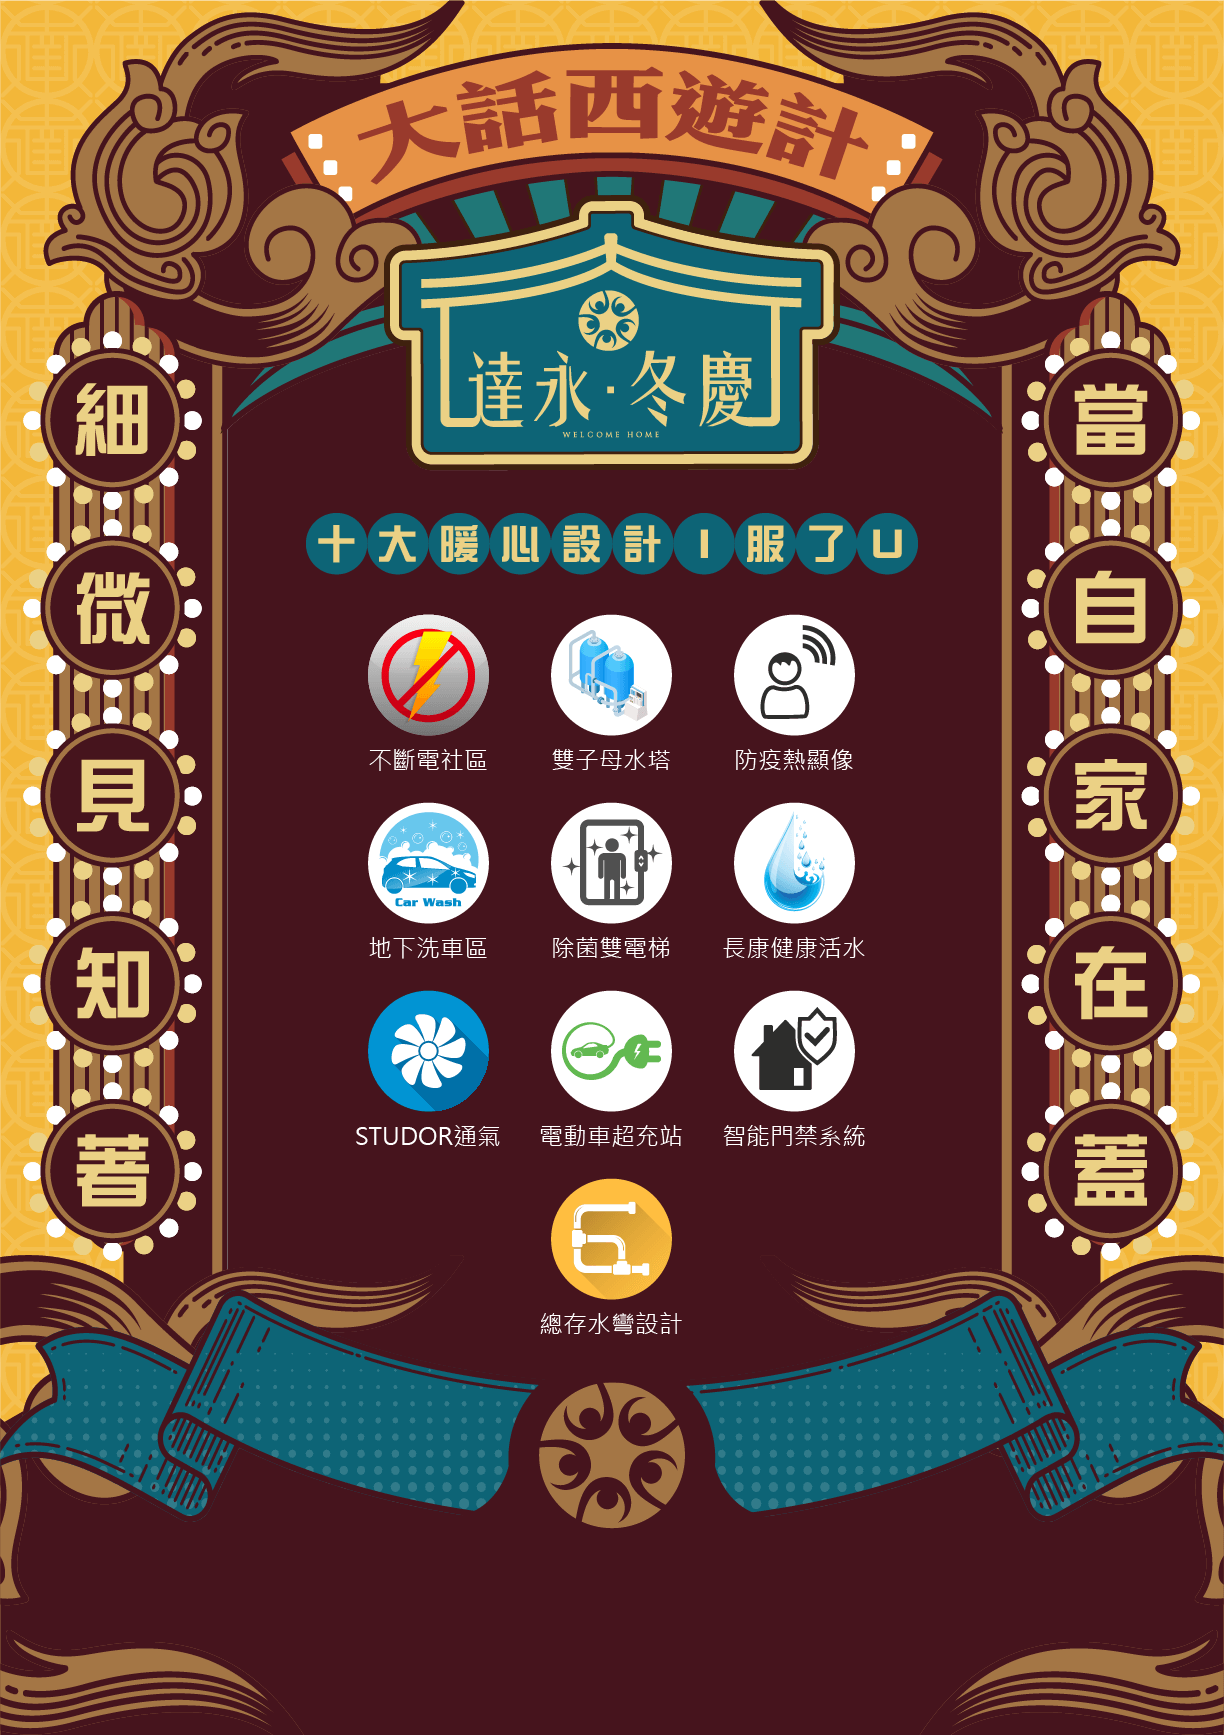 大話西遊計
達永·冬慶
WELCOME HOME
當自家在蓋
細微見知著
十大暖心設計I服了U
不斷電社區
雙子母水塔
防疫熱顯像
Car Wash
地下洗車區
除菌雙電梯
長康健康活水
STUDOR通氣
電動車超充站
智能門禁系統
總存水彎設計